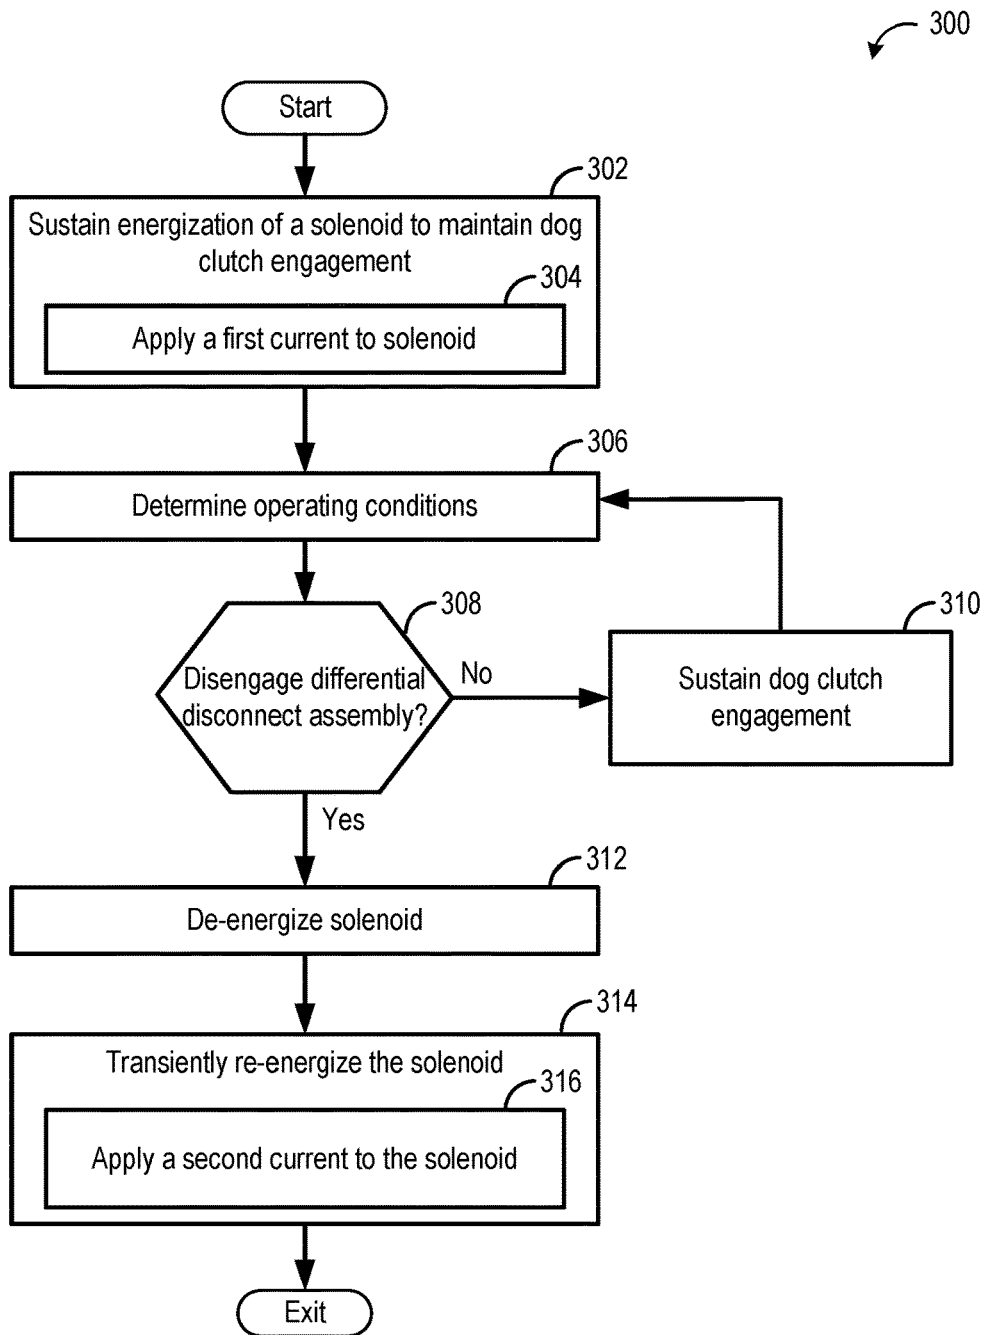 300
Start
302
Sustain energization of a solenoid to maintain dog
clutch engagement
304
Apply a first current to solenoid
306
Determine operating conditions
308
Disengage differential
disconnect assembly?
No
310
Sustain dog clutch
engagement
Yes
312
De-energize solenoid
314
Transiently re-energize the solenoid
316
Apply a second current to the solenoid
Exit